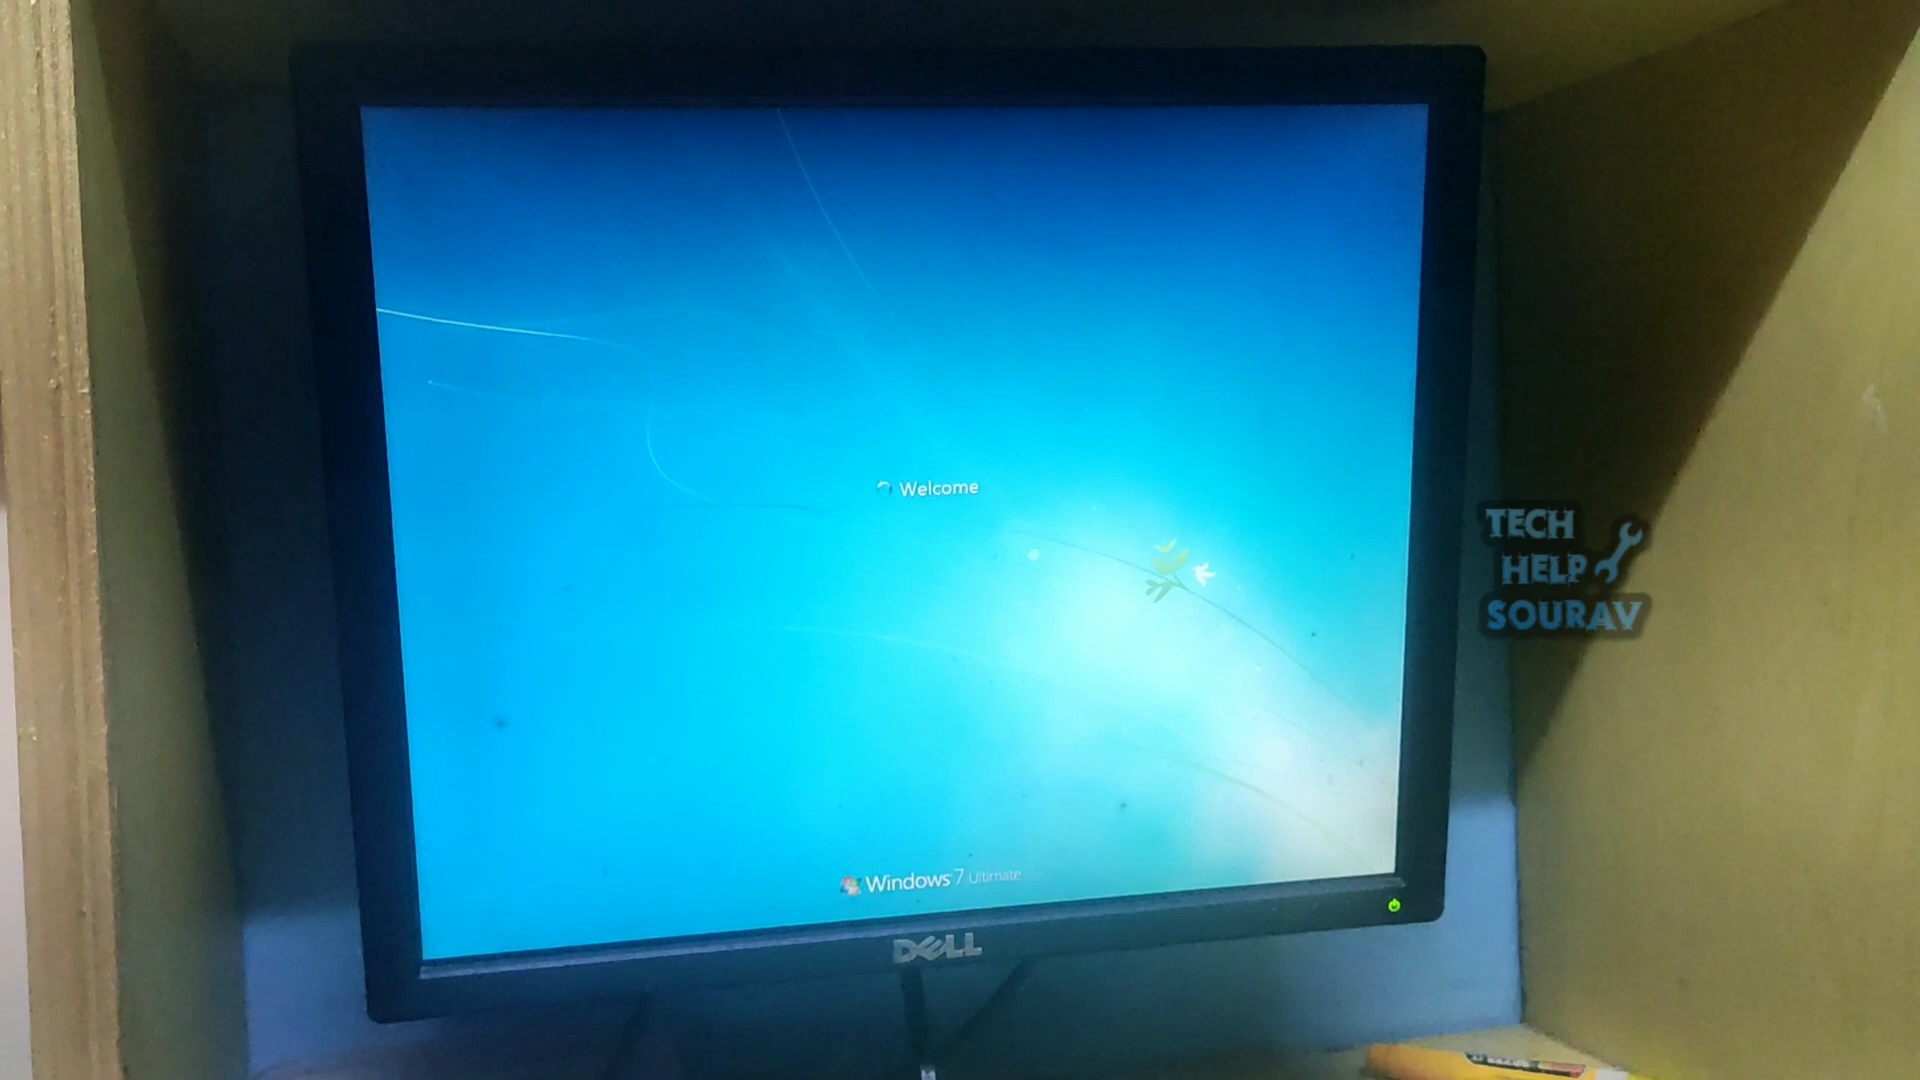 Welcome
TECH
HELP
SOURAV
Windows 7 Ultimate
DELL